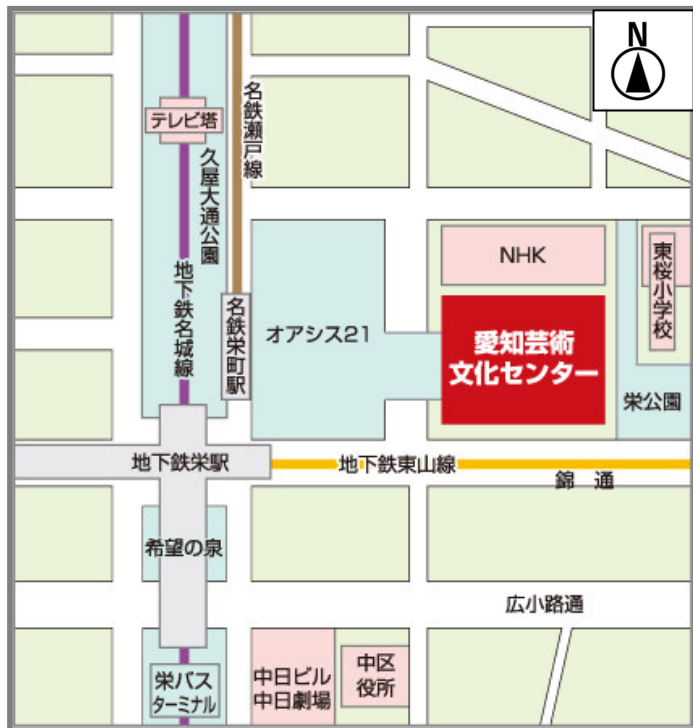 N
テレビ塔
名鉄瀬戸線
久屋大通公園
地下鉄名城線
名鉄栄町駅
オアシス21
NHK
愛知芸術
文化センター
東桜小学校
栄公園
地下鉄栄駅
地下鉄東山線
錦 通
希望の泉
広小路通
栄バス
ターミナル
中日ビル
中日劇場
中区
役所